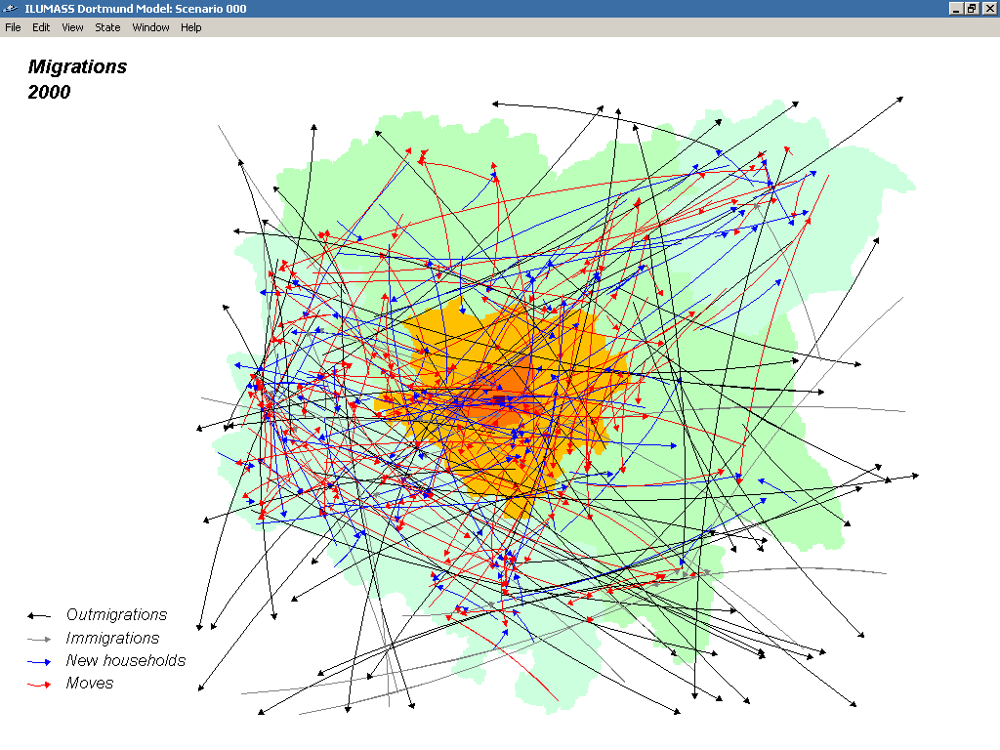 ILUMASS Dortmund Model: Scenario 000
File Edit View State Window Help
Migrations
2000
Outmigrations
Immigrations
New households
Moves